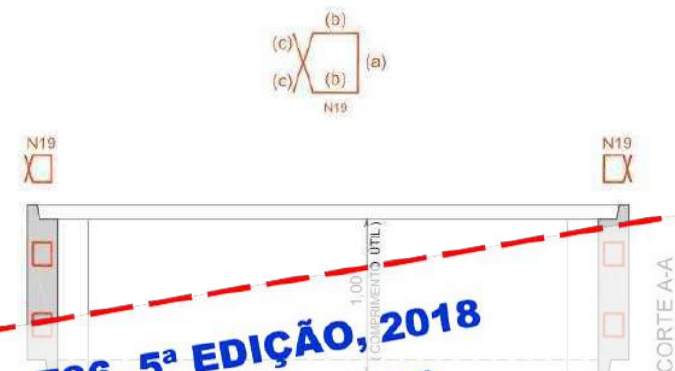 (b)
(c)
(a)
(c)
(b)
N19
N19
N19
1,00
( COMPRIMENTO ÚTIL )
CORTE A-A
5ª EDIÇÃO, 2018